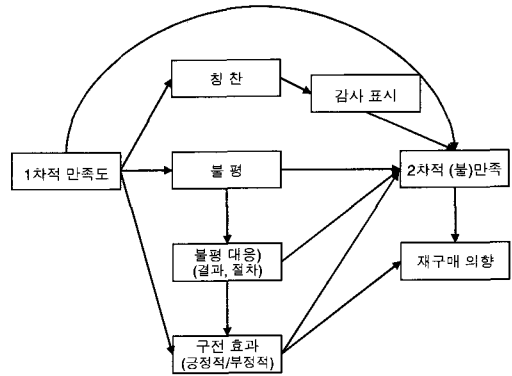 칭 찬
감사 표시
1차적 만족도
불 평
2차적 (불)만족
불평 대응)
(결과, 절차)
재구매 의향
구전 효과
(긍정적/부정적)